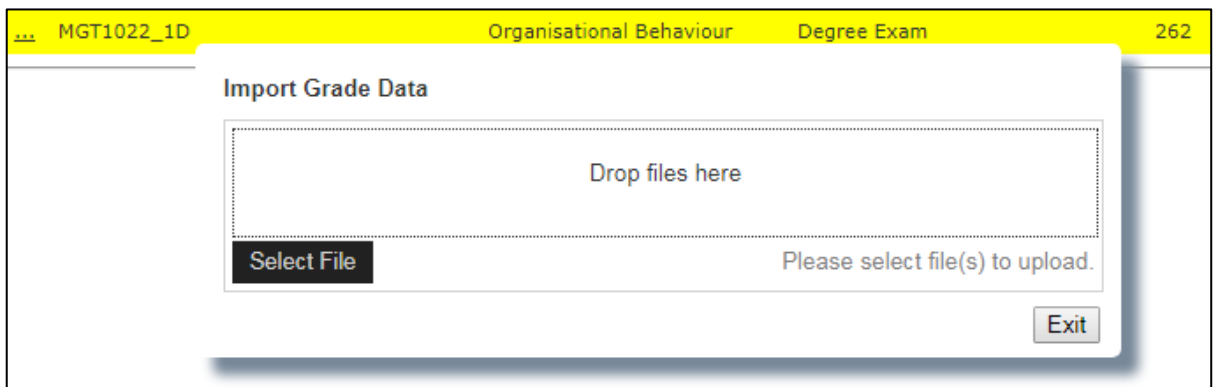 ... MGT1022_1D Organisational Behaviour Degree Exam 262
Import Grade Data
Drop files here
Select File Please select file(s) to upload.
Exit